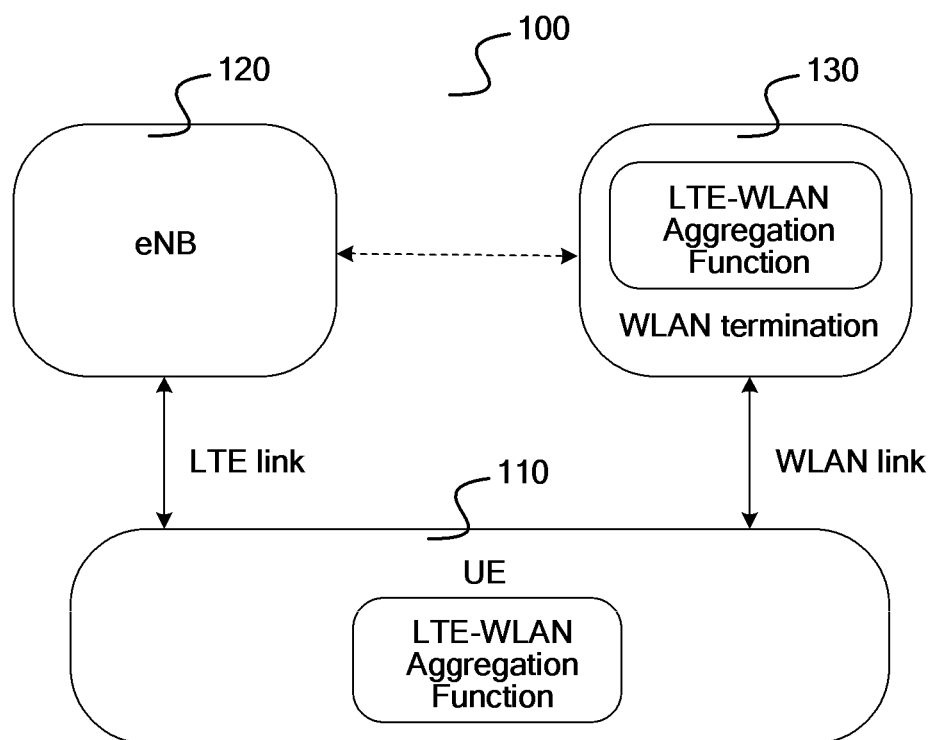 100
120
130
eNB
LTE-WLAN
Aggregation
Function
WLAN termination
LTE link
WLAN link
110
UE
LTE-WLAN
Aggregation
Function